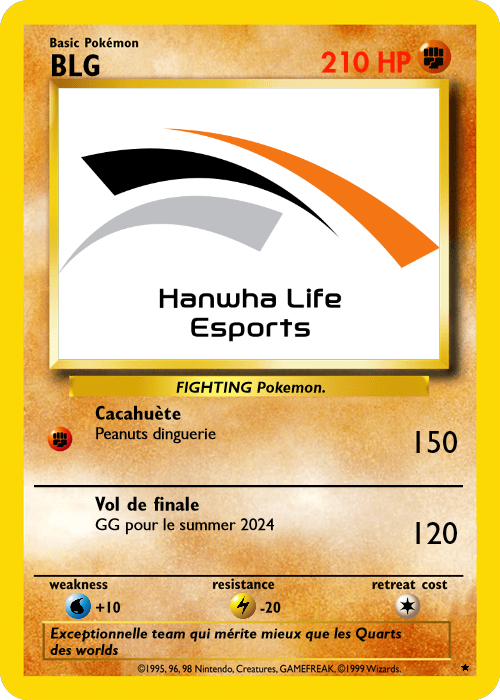 Basic Pokémon
BLG
210 HP
Hanwha Life
Esports
FIGHTING Pokemon.
Cacahuète
Peanuts dinguerie
150
Vol de finale
GG pour le summer 2024
120
weakness resistance retreat cost
+10 -20
Exceptionnelle team qui mérite mieux que les Quarts
des worlds
©1995, 96, 98 Nintendo, Creatures, GAMEFREAK. ©1999 Wizards.